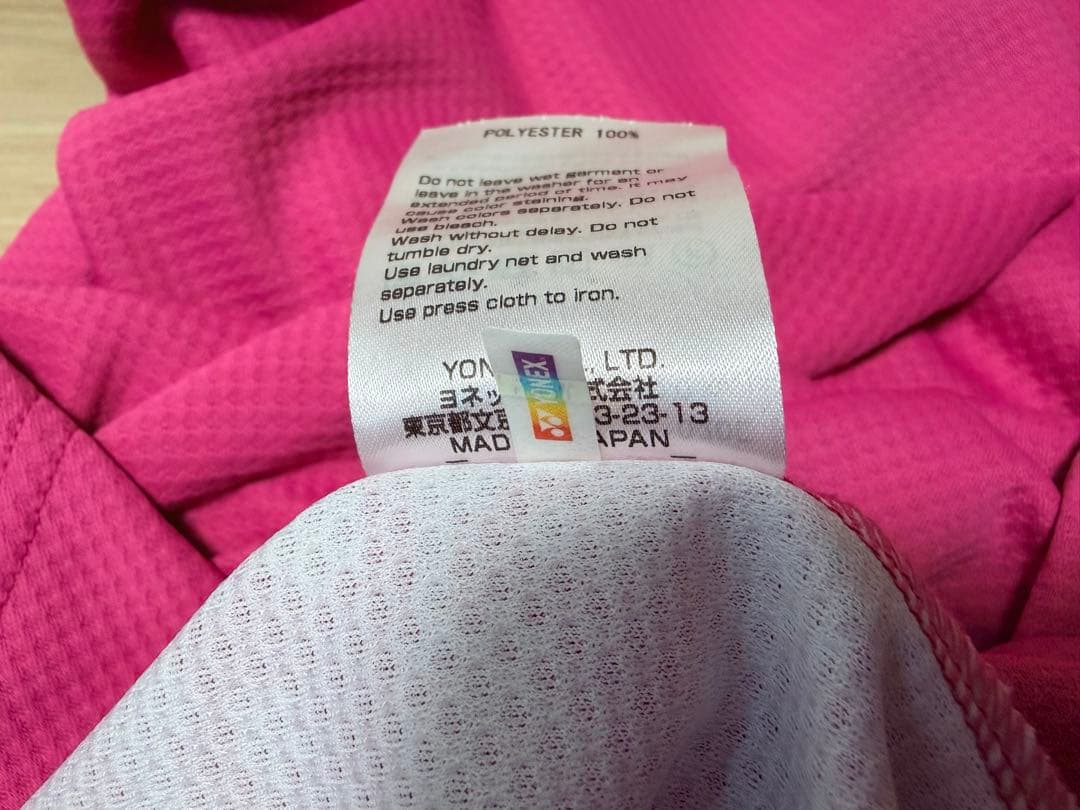 POLYESTER 100%
Do not leave wet garment or
leave in the washer for an
extended period of time. It may
cause color staining.
Wash colors separately. Do not
use bleach.
Wash without delay. Do not
tumble dry.
Use laundry net and wash
separately.
Use press cloth to iron.
YON , LTD.
ヨネッ 式会社
東京都文 3-23-13
MAD APAN
YONEX